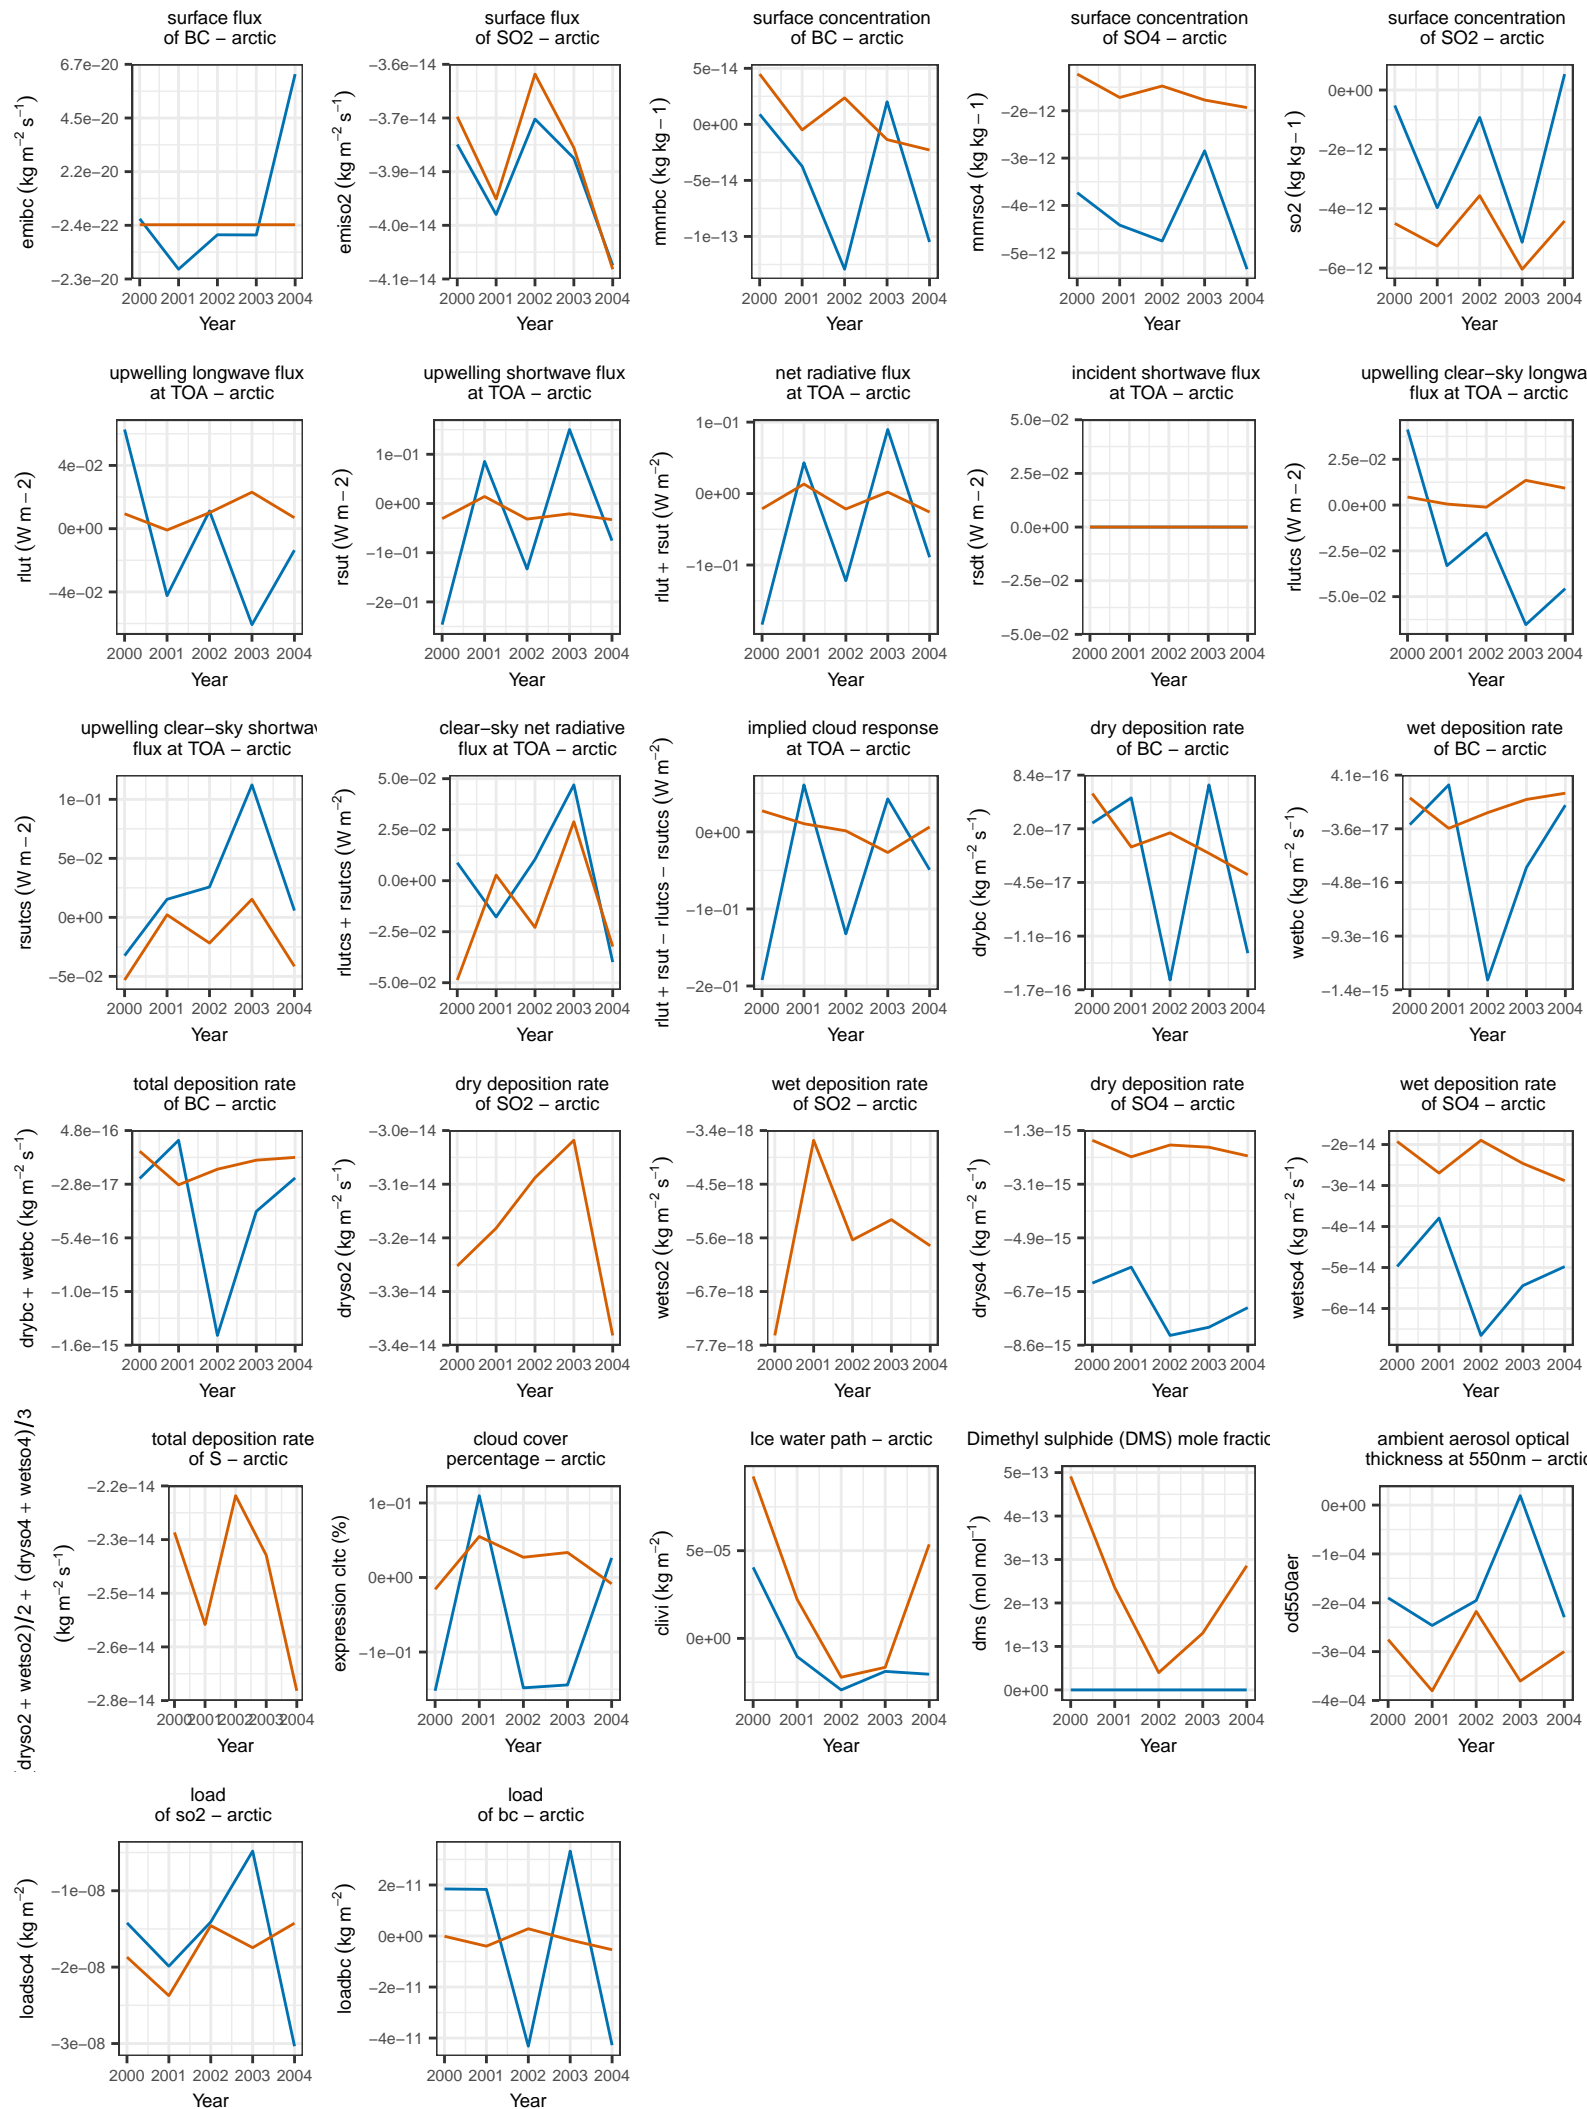 surface flux
of BC − arctic
emibc (kg m−2 s−1)
6.7e−20
4.5e−20
2.2e−20
−2.4e−22
−2.3e−20
2000 2001 2002 2003 2004
Year
surface flux
of SO2 − arctic
emiso2 (kg m−2 s−1)
−3.6e−14
−3.7e−14
−3.9e−14
−4.0e−14
−4.1e−14
2000 2001 2002 2003 2004
Year
surface concentration
of BC − arctic
mmrbc (kg kg − 1)
5e−14
0e+00
−5e−14
−1e−13
2000 2001 2002 2003 2004
Year
surface concentration
of SO4 − arctic
mmrso4 (kg kg − 1)
−2e−12
−3e−12
−4e−12
−5e−12
2000 2001 2002 2003 2004
Year
surface concentration
of SO2 − arctic
so2 (kg kg − 1)
0e+00
−2e−12
−4e−12
−6e−12
2000 2001 2002 2003 2004
Year
upwelling longwave flux
at TOA − arctic
rlut (W m − 2)
4e−02
0e+00
−4e−02
2000 2001 2002 2003 2004
Year
upwelling shortwave flux
at TOA − arctic
rsut (W m − 2)
1e−01
0e+00
−1e−01
−2e−01
2000 2001 2002 2003 2004
Year
net radiative flux
at TOA − arctic
rlut + rsut (W m−2)
1e−01
0e+00
−1e−01
2000 2001 2002 2003 2004
Year
incident shortwave flux
at TOA − arctic
rsdt (W m − 2)
5.0e−02
2.5e−02
0.0e+00
−2.5e−02
−5.0e−02
2000 2001 2002 2003 2004
Year
upwelling clear−sky longwa
flux at TOA − arctic
rlutcs (W m − 2)
2.5e−02
0.0e+00
−2.5e−02
−5.0e−02
2000 2001 2002 2003 2004
Year
upwelling clear−sky shortwav
flux at TOA − arctic
rsutcs (W m − 2)
1e−01
5e−02
0e+00
−5e−02
2000 2001 2002 2003 2004
Year
clear−sky net radiative
flux at TOA − arctic
rlutcs + rsutcs (W m−2)
5.0e−02
2.5e−02
0.0e+00
−2.5e−02
−5.0e−02
2000 2001 2002 2003 2004
Year
implied cloud response
at TOA − arctic
rlut + rsut − rlutcs − rsutcs (W m−2)
0e+00
−1e−01
−2e−01
2000 2001 2002 2003 2004
Year
dry deposition rate
of BC − arctic
drybc (kg m−2 s−1)
8.4e−17
2.0e−17
−4.5e−17
−1.1e−16
−1.7e−16
2000 2001 2002 2003 2004
Year
wet deposition rate
of BC − arctic
wetbc (kg m−2 s−1)
4.1e−16
−3.6e−17
−4.8e−16
−9.3e−16
−1.4e−15
2000 2001 2002 2003 2004
Year
total deposition rate
of BC − arctic
drybc + wetbc (kg m−2 s−1)
4.8e−16
−2.8e−17
−5.4e−16
−1.0e−15
−1.6e−15
2000 2001 2002 2003 2004
Year
dry deposition rate
of SO2 − arctic
dryso2 (kg m−2 s−1)
−3.0e−14
−3.1e−14
−3.2e−14
−3.3e−14
−3.4e−14
2000 2001 2002 2003 2004
Year
wet deposition rate
of SO2 − arctic
wetso2 (kg m−2 s−1)
−3.4e−18
−4.5e−18
−5.6e−18
−6.7e−18
−7.7e−18
2000 2001 2002 2003 2004
Year
dry deposition rate
of SO4 − arctic
dryso4 (kg m−2 s−1)
−1.3e−15
−3.1e−15
−4.9e−15
−6.7e−15
−8.6e−15
2000 2001 2002 2003 2004
Year
wet deposition rate
of SO4 − arctic
wetso4 (kg m−2 s−1)
−2e−14
−3e−14
−4e−14
−5e−14
−6e−14
2000 2001 2002 2003 2004
Year
total deposition rate
of S − arctic
(dryso2 + wetso2)/2 + (dryso4 + wetso4)/3
(kg m−2 s−1)
−2.2e−14
−2.3e−14
−2.5e−14
−2.6e−14
−2.8e−14
2000 2001 2002 2003 2004
Year
cloud cover
percentage − arctic
expression cltc (%)
1e−01
0e+00
−1e−01
2000 2001 2002 2003 2004
Year
Ice water path − arctic
clivi (kg m−2)
5e−05
0e+00
2000 2001 2002 2003 2004
Year
Dimethyl sulphide (DMS) mole fractic
dms (mol mol−1)
5e−13
4e−13
3e−13
2e−13
1e−13
0e+00
2000 2001 2002 2003 2004
Year
ambient aerosol optical
thickness at 550nm − arctic
od550aer
0e+00
−1e−04
−2e−04
−3e−04
−4e−04
2000 2001 2002 2003 2004
Year
load
of so2 − arctic
loadso4 (kg m−2)
−1e−08
−2e−08
−3e−08
2000 2001 2002 2003 2004
Year
load
of bc − arctic
loadbc (kg m−2)
2e−11
0e+00
−2e−11
−4e−11
2000 2001 2002 2003 2004
Year